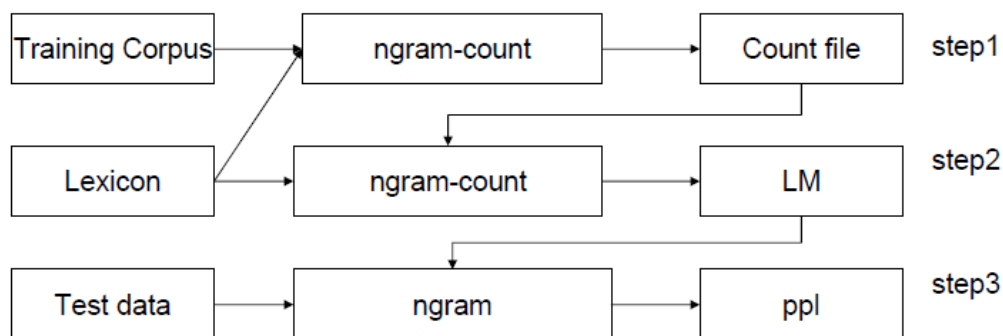 Training Corpus
ngram-count
Count file
step1
Lexicon
ngram-count
LM
step2
Test data
ngram
ppl
step3